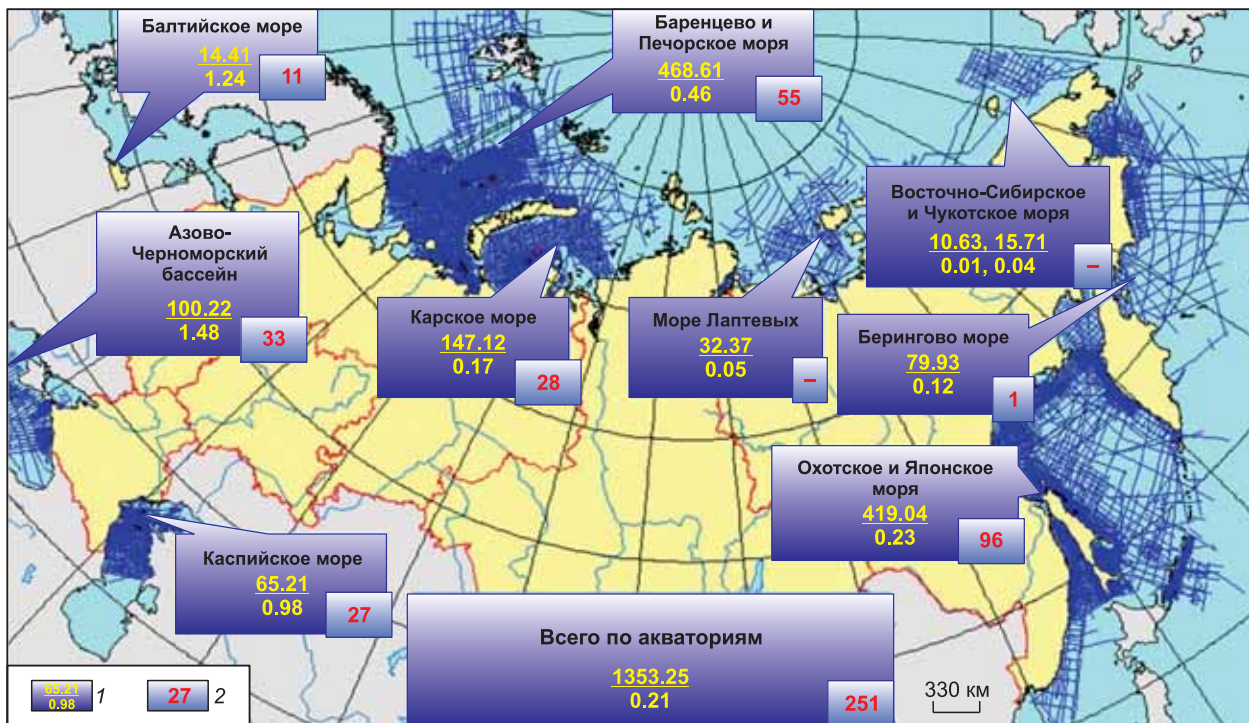 Балтийское море
14.41
1.24
11
Баренцево и
Печорское моря
468.61
0.46
55
Восточно-Сибирское
и Чукотское моря
10.63, 15.71
0.01, 0.04
–
Азово-
Черноморский
бассейн
100.22
1.48
33
Карское море
147.12
0.17
28
Море Лаптевых
32.37
0.05
–
Берингово море
79.93
0.12
1
Охотское и Японское
моря
419.04
0.23
96
Каспийское море
65.21
0.98
27
Всего по акваториям
1353.25
0.21
251
65.21
0.98
1
27
2
330 км